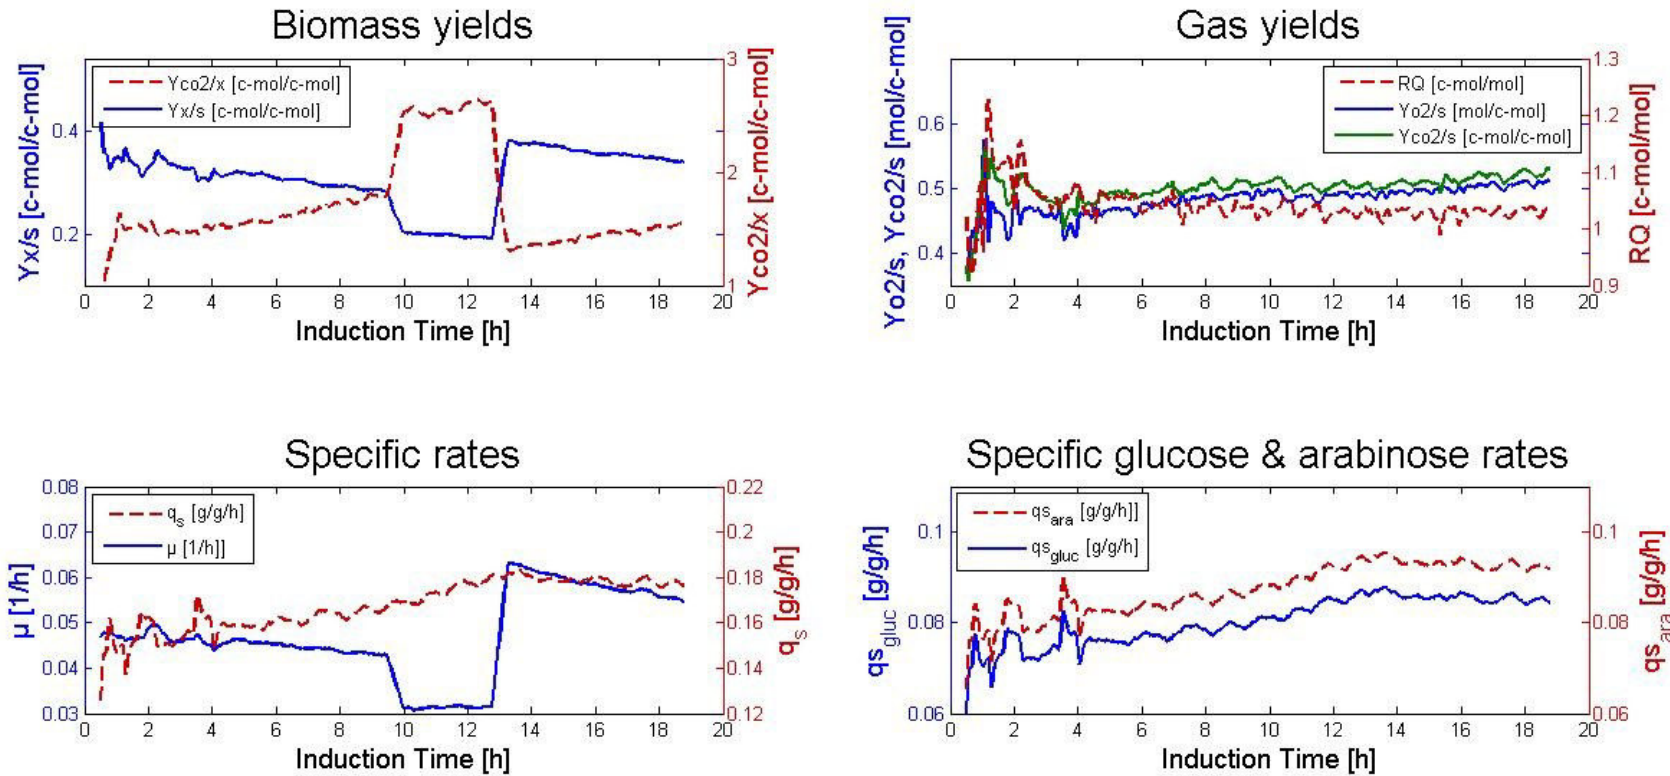 Biomass yields
Yx/s [c-mol/c-mol]
0.4
0.2
Yco2/x [c-mol/c-mol]
Yx/s [c-mol/c-mol]
3
2
1
Yco2/x [c-mol/c-mol]
0 2 4 6 8 10 12 14 16 18 20
Induction Time [h]
Gas yields
Yo2/s, Yco2/s [mol/c-mol]
0.6
0.5
0.4
RQ [c-mol/mol]
Yo2/s [mol/c-mol]
Yco2/s [c-mol/c-mol]
1.3
1.2
1.1
1
0.9
RQ [c-mol/mol]
0 2 4 6 8 10 12 14 16 18 20
Induction Time [h]
Specific rates
µ [1/h]
0.08
0.07
0.06
0.05
0.04
0.03
qs [g/g/h]
µ [1/h]]
0.22
0.2
0.18
0.16
0.14
0.12
qs [g/g/h]
0 2 4 6 8 10 12 14 16 18 20
Induction Time [h]
Specific glucose & arabinose rates
qsgluc [g/g/h]
0.1
0.08
0.06
qsara [g/g/h]]
qsgluc [g/g/h]
0.1
0.08
0.06
qsara [g/g/h]
0 2 4 6 8 10 12 14 16 18 20
Induction Time [h]